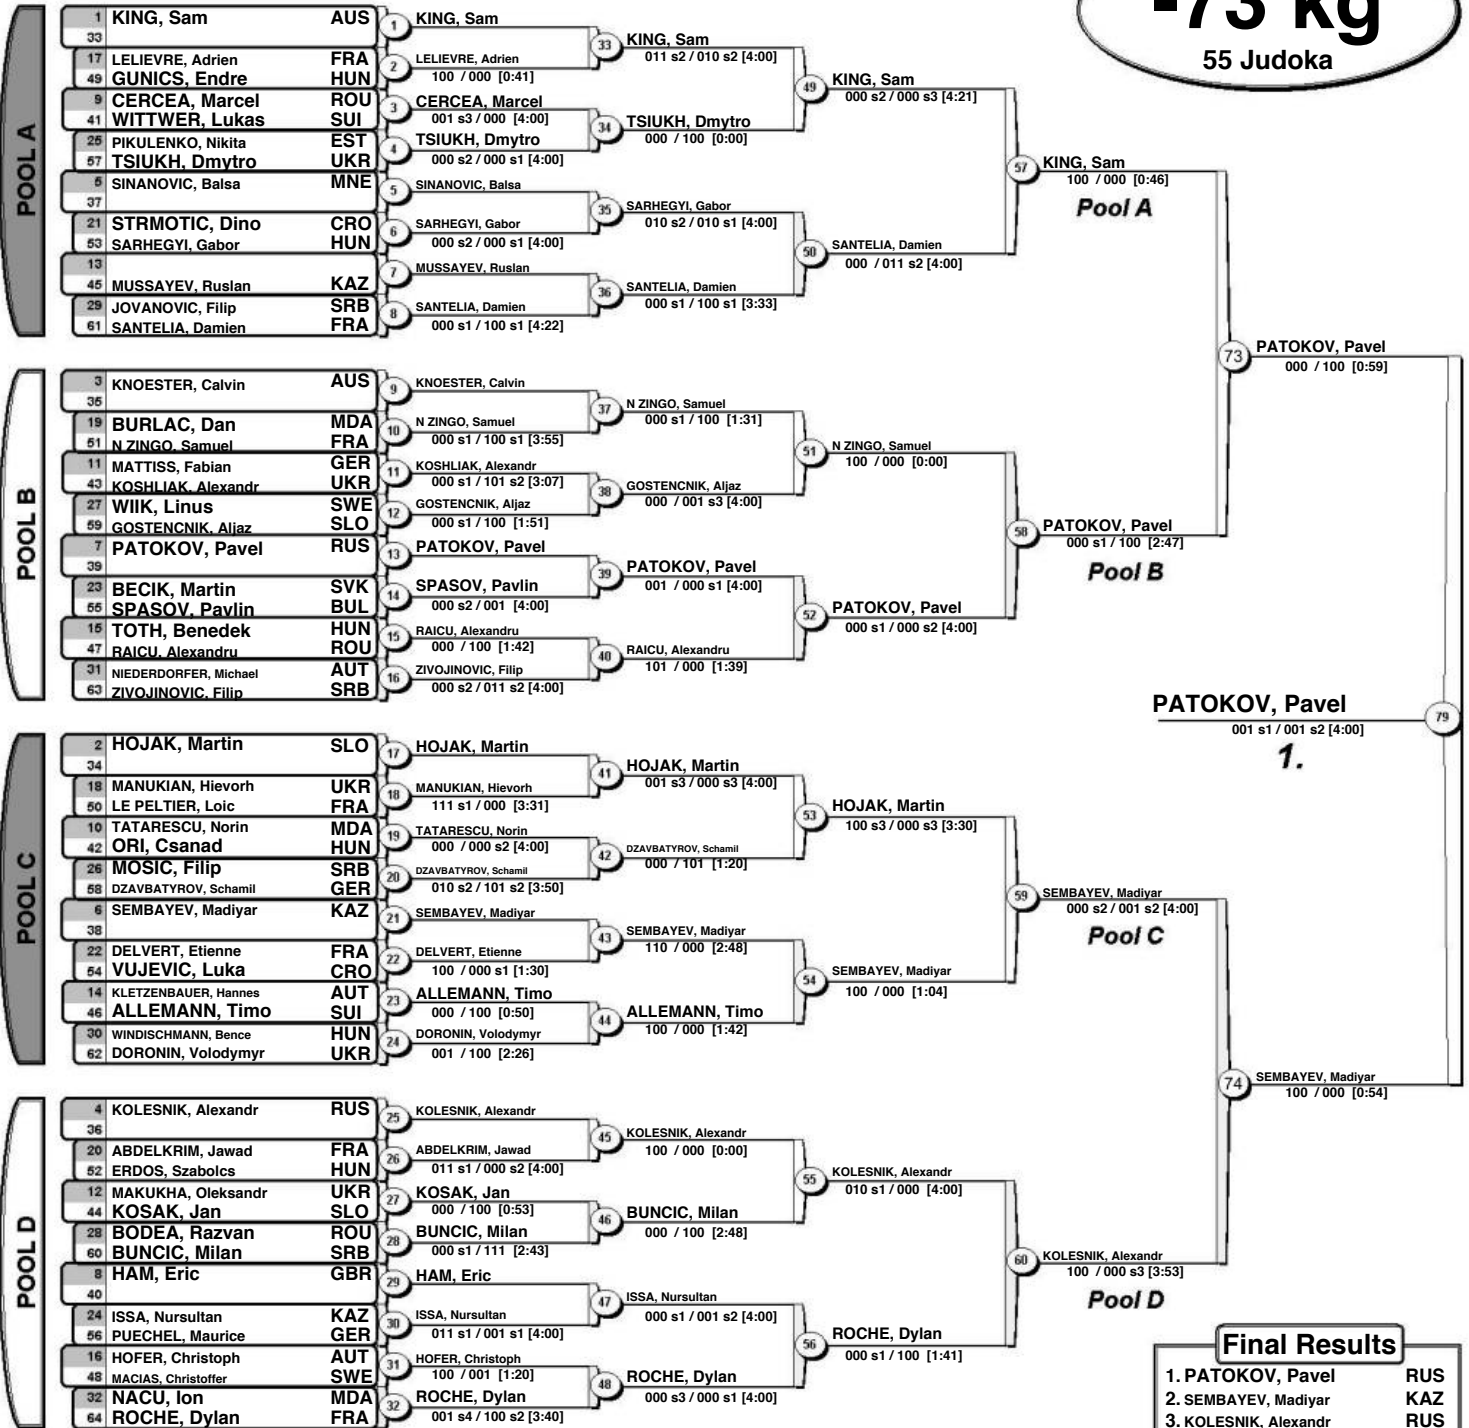 -73 kg
55 Judoka
POOL A
1 KING, Sam AUS
33
17 LELIEVRE, Adrien FRA
49 GUNICS, Endre HUN
9 CERCEA, Marcel ROU
41 WITTWER, Lukas SUI
25 PIKULENKO, Nikita EST
57 TSIUKH, Dmytro UKR
5 SINANOVIC, Balsa MNE
37
21 STRMOTIC, Dino CRO
53 SARHEGYI, Gabor HUN
13
45 MUSSAYEV, Ruslan KAZ
29 JOVANOVIC, Filip SRB
61 SANTELIA, Damien FRA
1 KING, Sam
2 LELIEVRE, Adrien
100 / 000 [0:41]
3 CERCEA, Marcel
001 s3 / 000 [4:00]
4 TSIUKH, Dmytro
000 s2 / 000 s1 [4:00]
5 SINANOVIC, Balsa
6 SARHEGYI, Gabor
000 s2 / 000 s1 [4:00]
7 MUSSAYEV, Ruslan
8 SANTELIA, Damien
000 s1 / 100 s1 [4:22]
33 KING, Sam
011 s2 / 010 s2 [4:00]
34 TSIUKH, Dmytro
000 / 100 [0:00]
35 SARHEGYI, Gabor
010 s2 / 010 s1 [4:00]
36 SANTELIA, Damien
000 s1 / 100 s1 [3:33]
49 KING, Sam
000 s2 / 000 s3 [4:21]
50 SANTELIA, Damien
000 / 011 s2 [4:00]
57 KING, Sam
100 / 000 [0:46]
Pool A
POOL B
3 KNOESTER, Calvin AUS
35
19 BURLAC, Dan MDA
51 N ZINGO, Samuel FRA
11 MATTISS, Fabian GER
43 KOSHLIAK, Alexandr UKR
27 WIIK, Linus SWE
59 GOSTENCNIK, Aljaz SLO
7 PATOKOV, Pavel RUS
39
23 BECIK, Martin SVK
55 SPASOV, Pavlin BUL
15 TOTH, Benedek HUN
47 RAICU, Alexandru ROU
31 NIEDERDORFER, Michael AUT
63 ZIVOJINOVIC, Filip SRB
9 KNOESTER, Calvin
10 N ZINGO, Samuel
000 s1 / 100 s1 [3:55]
11 KOSHLIAK, Alexandr
000 s1 / 101 s2 [3:07]
12 GOSTENCNIK, Aljaz
000 s1 / 100 [1:51]
13 PATOKOV, Pavel
14 SPASOV, Pavlin
000 s2 / 001 [4:00]
15 RAICU, Alexandru
000 / 100 [1:42]
16 ZIVOJINOVIC, Filip
000 s2 / 011 s2 [4:00]
37 N ZINGO, Samuel
000 s1 / 100 [1:31]
38 GOSTENCNIK, Aljaz
000 / 001 s3 [4:00]
39 PATOKOV, Pavel
001 / 000 s1 [4:00]
40 RAICU, Alexandru
101 / 000 [1:39]
51 N ZINGO, Samuel
100 / 000 [0:00]
52 PATOKOV, Pavel
000 s1 / 000 s2 [4:00]
58 PATOKOV, Pavel
000 s1 / 100 [2:47]
Pool B
73 PATOKOV, Pavel
000 / 100 [0:59]
PATOKOV, Pavel 79
001 s1 / 001 s2 [4:00]
1.
POOL C
2 HOJAK, Martin SLO
34
18 MANUKIAN, Hievorh UKR
50 LE PELTIER, Loic FRA
10 TATARESCU, Norin MDA
42 ORI, Csanad HUN
26 MOSIC, Filip SRB
58 DZAVBATYROV, Schamil GER
6 SEMBAYEV, Madiyar KAZ
38
22 DELVERT, Etienne FRA
54 VUJEVIC, Luka CRO
14 KLETZENBAUER, Hannes AUT
46 ALLEMANN, Timo SUI
30 WINDISCHMANN, Bence HUN
62 DORONIN, Volodymyr UKR
17 HOJAK, Martin
18 MANUKIAN, Hievorh
111 s1 / 000 [3:31]
19 TATARESCU, Norin
000 / 000 s2 [4:00]
20 DZAVBATYROV, Schamil
010 s2 / 101 s2 [3:50]
21 SEMBAYEV, Madiyar
22 DELVERT, Etienne
100 / 000 s1 [1:30]
23 ALLEMANN, Timo
000 / 100 [0:50]
24 DORONIN, Volodymyr
001 / 100 [2:26]
41 HOJAK, Martin
001 s3 / 000 s3 [4:00]
42 DZAVBATYROV, Schamil
000 / 101 [1:20]
43 SEMBAYEV, Madiyar
110 / 000 [2:48]
44 ALLEMANN, Timo
100 / 000 [1:42]
53 HOJAK, Martin
100 s3 / 000 s3 [3:30]
54 SEMBAYEV, Madiyar
100 / 000 [1:04]
59 SEMBAYEV, Madiyar
000 s2 / 001 s2 [4:00]
Pool C
POOL D
4 KOLESNIK, Alexandr RUS
36
20 ABDELKRIM, Jawad FRA
52 ERDOS, Szabolcs HUN
12 MAKUKHA, Oleksandr UKR
44 KOSAK, Jan SLO
28 BODEA, Razvan ROU
60 BUNCIC, Milan SRB
8 HAM, Eric GBR
40
24 ISSA, Nursultan KAZ
56 PUECHEL, Maurice GER
16 HOFER, Christoph AUT
48 MACIAS, Christoffer SWE
32 NACU, Ion MDA
64 ROCHE, Dylan FRA
25 KOLESNIK, Alexandr
26 ABDELKRIM, Jawad
011 s1 / 000 s2 [4:00]
27 KOSAK, Jan
000 / 100 [0:53]
28 BUNCIC, Milan
000 s1 / 111 [2:43]
29 HAM, Eric
30 ISSA, Nursultan
011 s1 / 001 s1 [4:00]
31 HOFER, Christoph
100 / 001 [1:20]
32 ROCHE, Dylan
001 s4 / 100 s2 [3:40]
45 KOLESNIK, Alexandr
100 / 000 [0:00]
46 BUNCIC, Milan
000 / 100 [2:48]
47 ISSA, Nursultan
000 s1 / 001 s2 [4:00]
48 ROCHE, Dylan
000 s3 / 000 s1 [4:00]
55 KOLESNIK, Alexandr
010 s1 / 000 [4:00]
56 ROCHE, Dylan
000 s1 / 100 [1:41]
60 KOLESNIK, Alexandr
100 / 000 s3 [3:53]
Pool D
74 SEMBAYEV, Madiyar
100 / 000 [0:54]
Final Results
1. PATOKOV, Pavel RUS
2. SEMBAYEV, Madiyar KAZ
3. KOLESNIK, Alexandr RUS